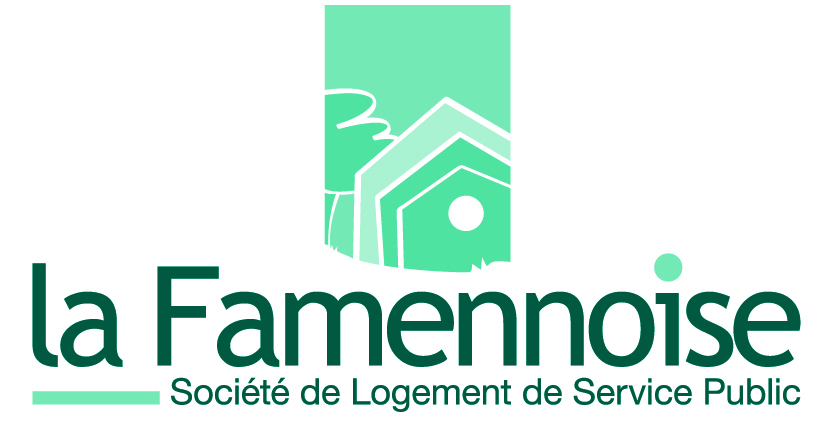 la Famennoise
Société de Logement de Service Public